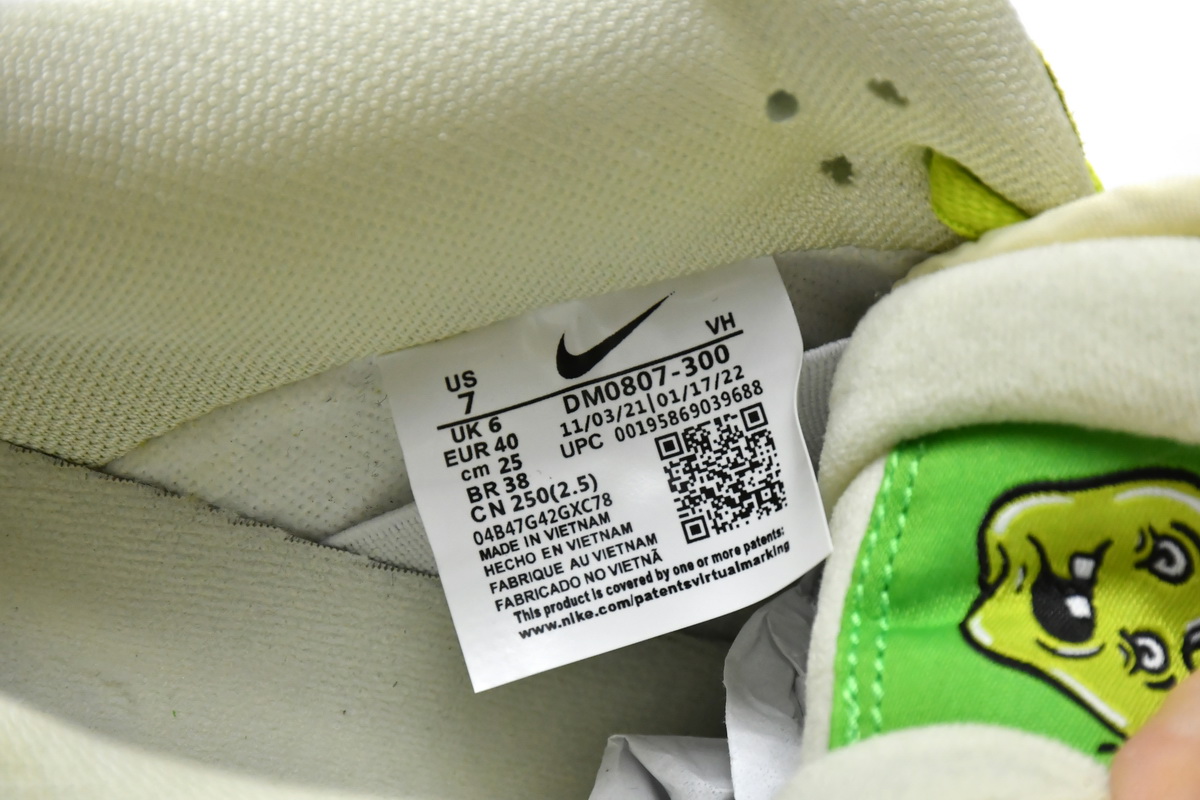 VH
US
7
DM0807-300
UK 6
11/03/21|01/17/22
EUR 40
UPC 00195869039688
cm 25
BR 38
CN 250(2.5)
04B47G42GXC78
MADE IN VIETNAM
HECHO EN VIETNAM
FABRIQUE AU VIETNAM
FABRICADO NO VIETNÃ
This product is covered by one or more patents:
www.nike.com/patentsvirtualmarking